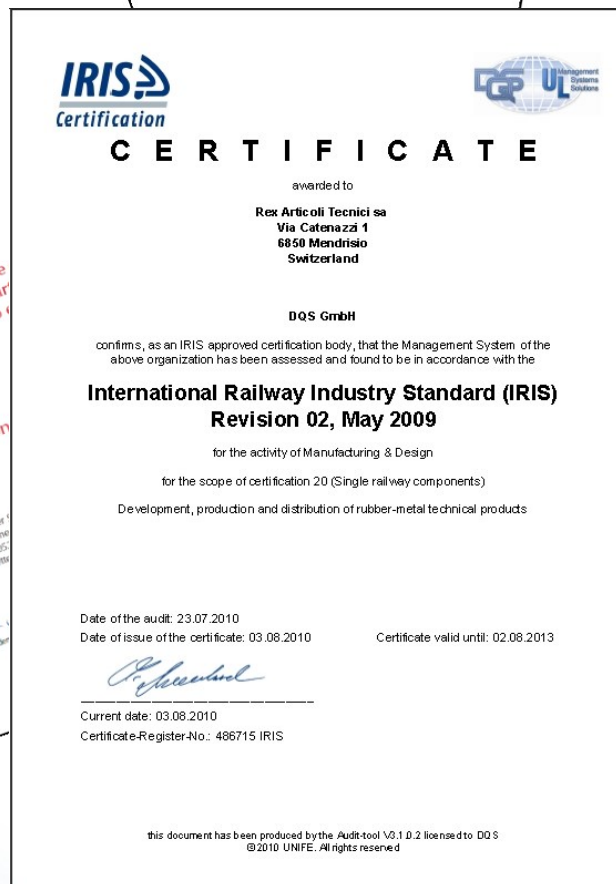 IRIS
Certification
DQS UL Management
Systems
Solutions
CERTIFICATE
awarded to
Rex Articoli Tecnici sa
Via Catenazzi 1
6850 Mendrisio
Switzerland
DQS GmbH
confirms, as an IRIS approved certification body, that the Management System of the
above organization has been assessed and found to be in accordance with the
International Railway Industry Standard (IRIS)
Revision 02, May 2009
for the activity of Manufacturing & Design
for the scope of certification 20 (Single railway components)
Development, production and distribution of rubber-metal technical products
Date of the audit: 23.07.2010
Date of issue of the certificate: 03.08.2010 Certificate valid until: 02.08.2013
Current date: 03.08.2010
Certificate-Register-No.: 486715 IRIS
this document has been produced by the Audit-tool V3.1.0.2 licensed to DQS
©2010 UNIFE. All rights reserved